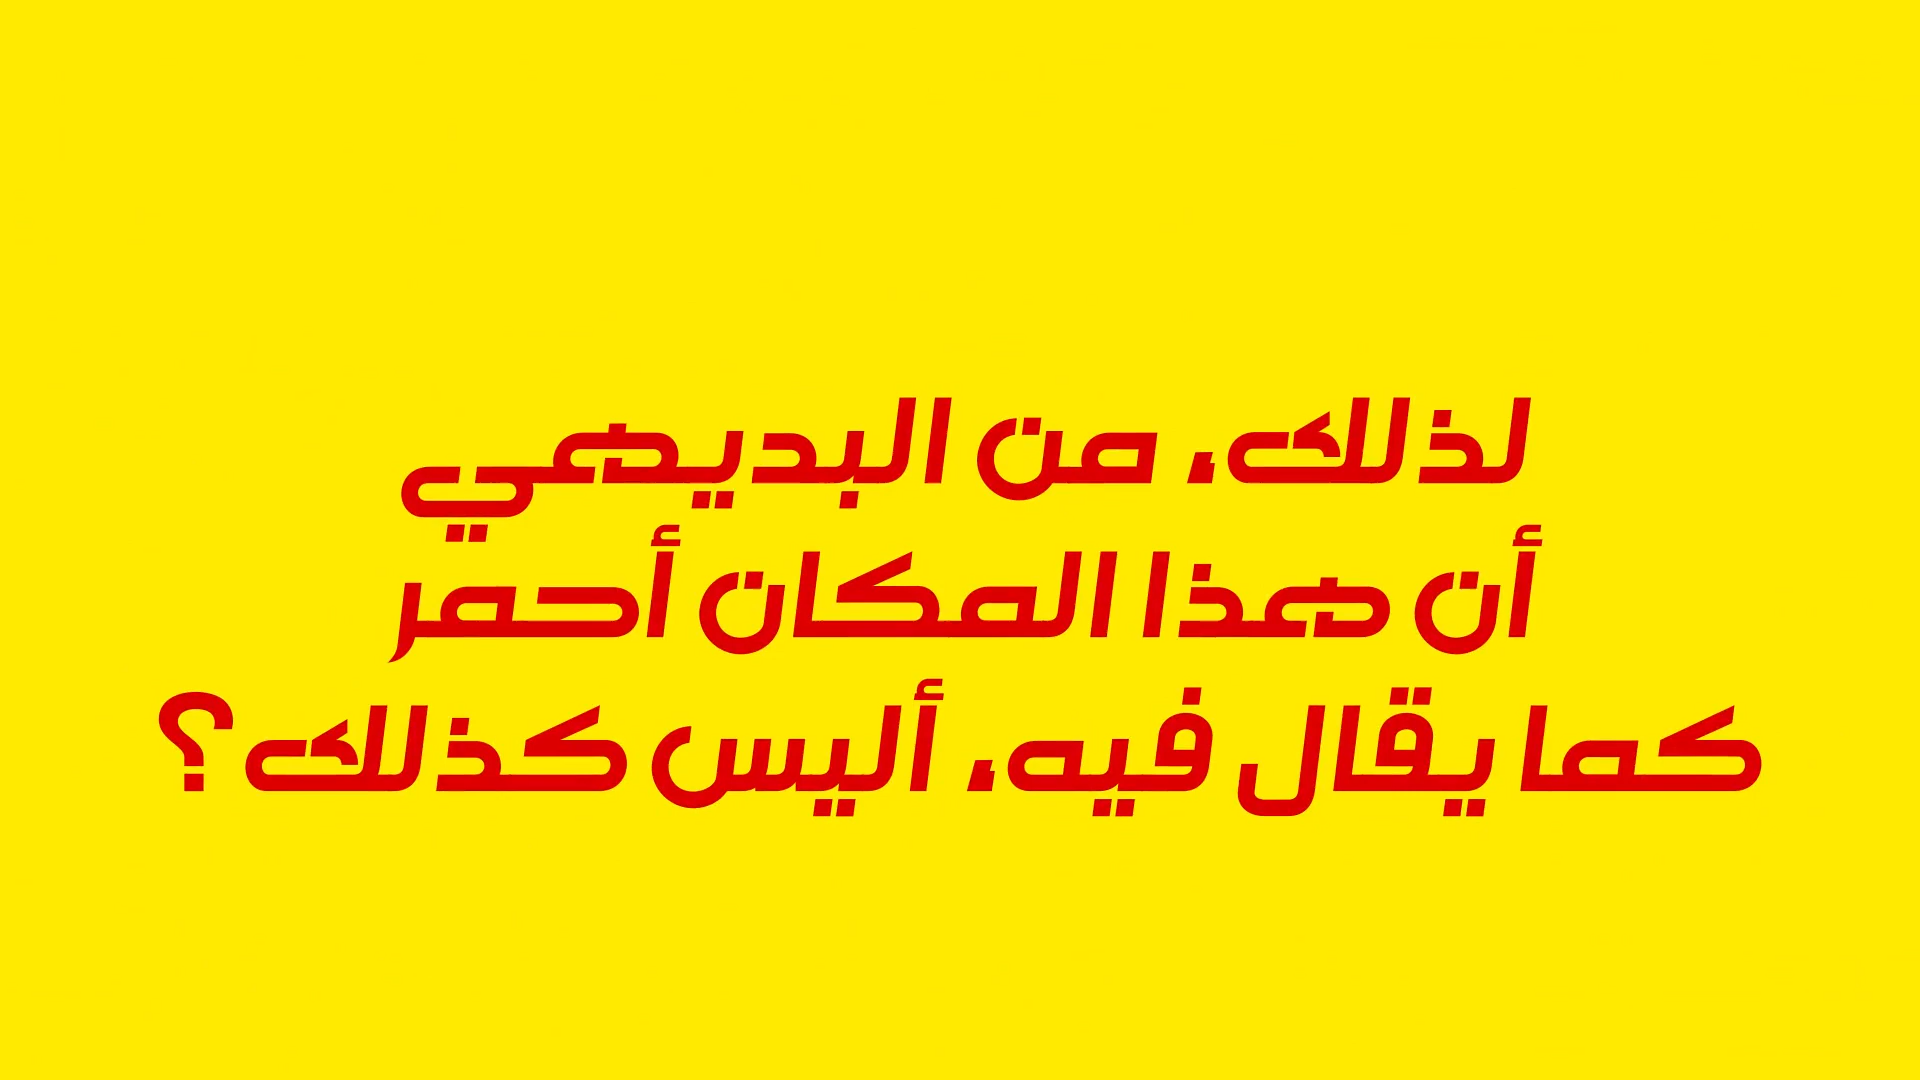 لذلك، من البديهي
أن هذا المكان أحمر
كما يقال فيه، أليس كذلك؟